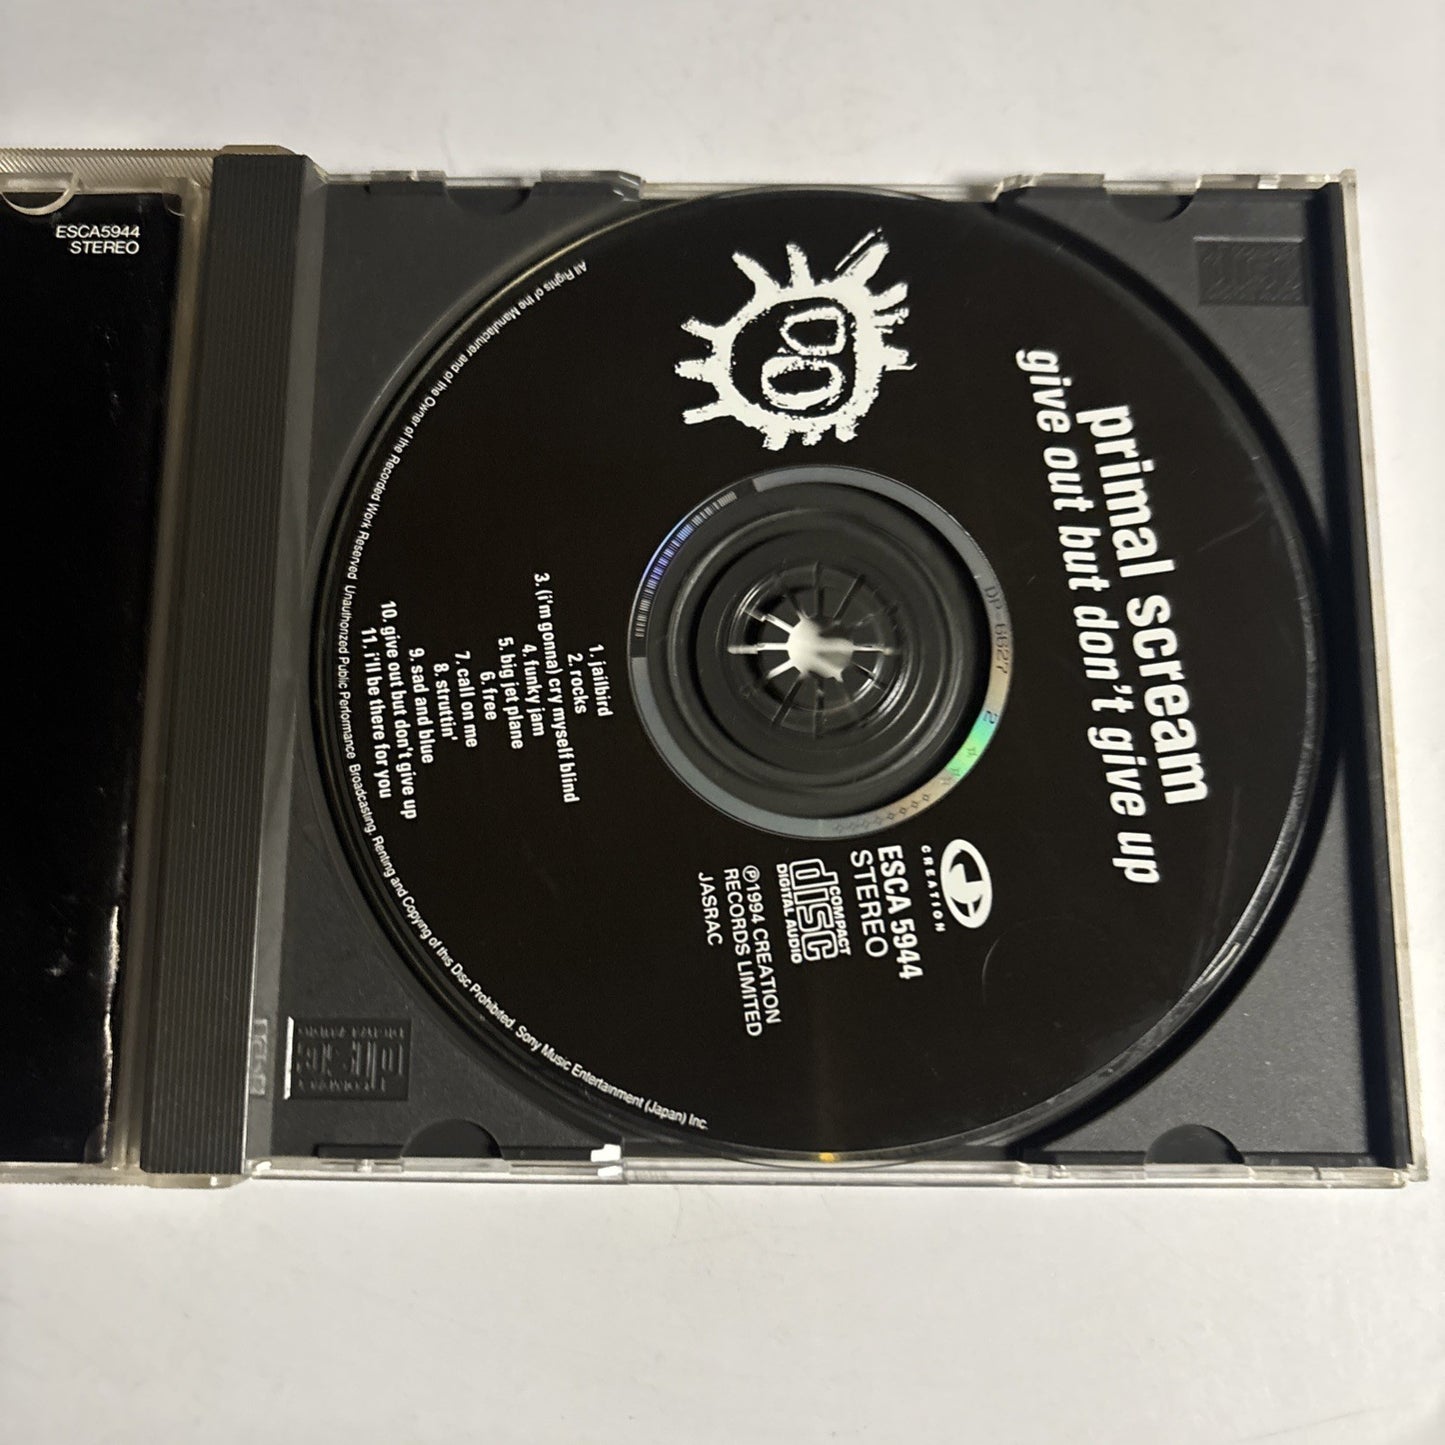 ESCA5944
STEREO
primal scream
give out but don't give up
1. jailbird
2. rocks
3. (i'm gonna) cry myself blind
4. funky jam
5. big jet plane
6. free
7. call on me
8. struttin'
9. sad and blue
10. give out but don't give up
11. i'll be there for you
CREATION
ESCA 5944
STEREO
COMPACT
disc
DIGITAL AUDIO
℗1994 CREATION
RECORDS LIMITED
JASRAC
All Rights of the Manufacturer and of the Owner of the Recorded Work Reserved. Unauthorized Public Performance, Broadcasting, Renting and Copying of this Disc Prohibited. Sony Music Entertainment (Japan) Inc.
DP-6627 2